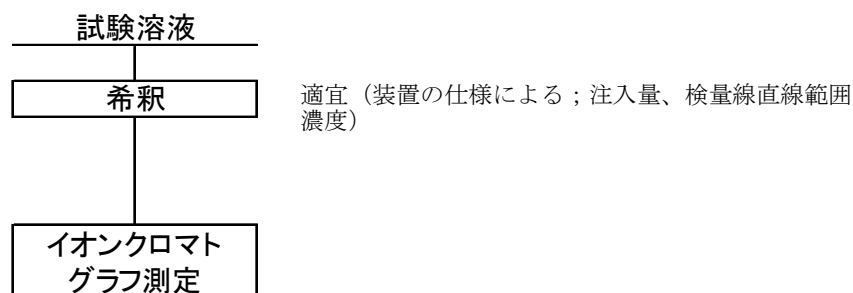 試験溶液
希釈
適宜（装置の仕様による；注入量、検量線直線範囲
濃度）
イオンクロマト
グラフ測定